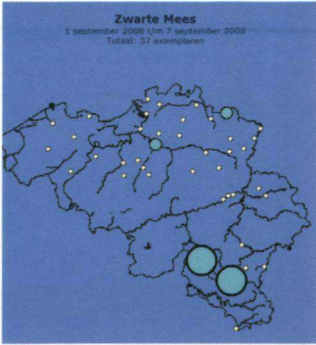 Zwarte Mees
1 september 2008 t/m 7 september 2008
Totaal: 37 exemplaren